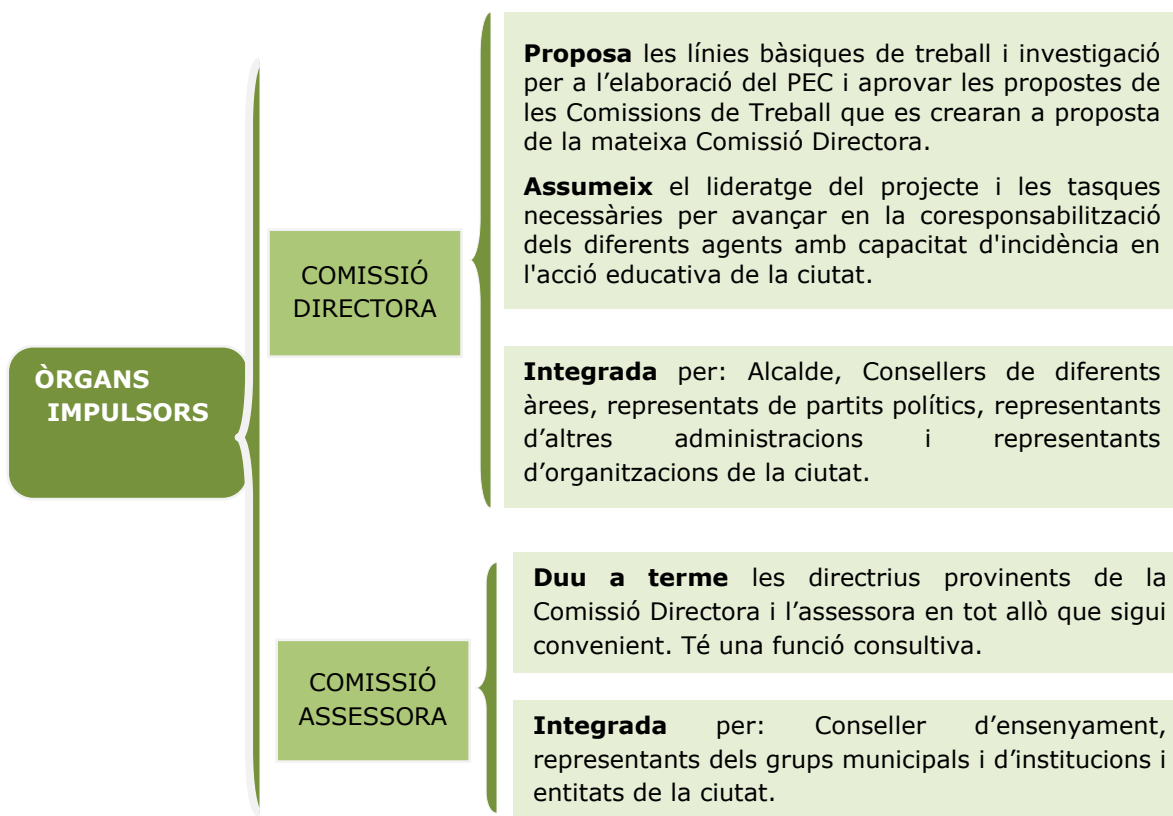 ÒRGANS
IMPULSORS
COMISSIÓ
DIRECTORA
Proposa les línies bàsiques de treball i investigació
per a l’elaboració del PEC i aprovar les propostes de
les Comissions de Treball que es crearan a proposta
de la mateixa Comissió Directora.
Assumeix el lideratge del projecte i les tasques
necessàries per avançar en la coresponsabilització
dels diferents agents amb capacitat d'incidència en
l'acció educativa de la ciutat.
Integrada per: Alcalde, Consellers de diferents
àrees, representats de partits polítics, representants
d’altres administracions i representants
d’organitzacions de la ciutat.
COMISSIÓ
ASSESSORA
Duu a terme les directrius provinents de la
Comissió Directora i l’assessora en tot allò que sigui
convenient. Té una funció consultiva.
Integrada per: Conseller d’ensenyament,
representants dels grups municipals i d’institucions i
entitats de la ciutat.